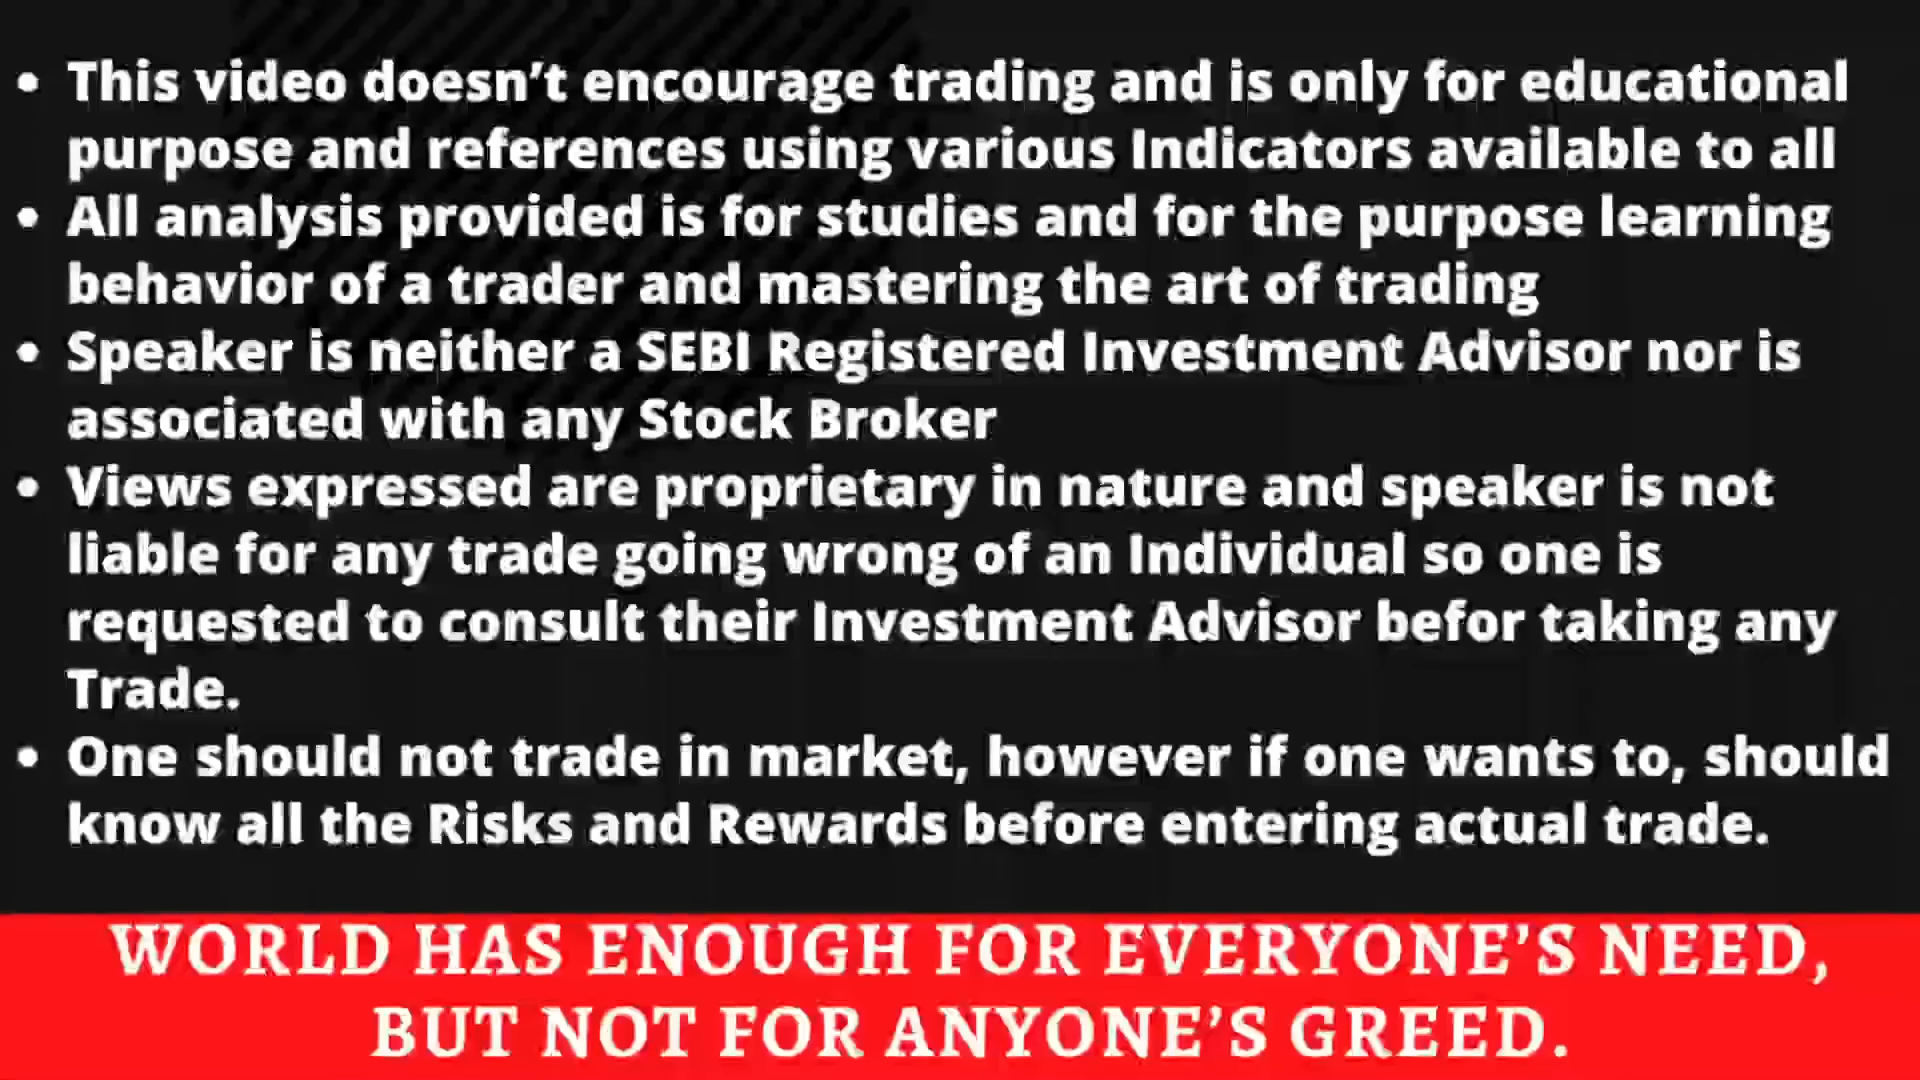 • This video doesn’t encourage trading and is only for educational
purpose and references using various Indicators available to all
• All analysis provided is for studies and for the purpose learning
behavior of a trader and mastering the art of trading
• Speaker is neither a SEBI Registered Investment Advisor nor is
associated with any Stock Broker
• Views expressed are proprietary in nature and speaker is not
liable for any trade going wrong of an Individual so one is
requested to consult their Investment Advisor befor taking any
Trade.
• One should not trade in market, however if one wants to, should
know all the Risks and Rewards before entering actual trade.
WORLD HAS ENOUGH FOR EVERYONE’S NEED,
BUT NOT FOR ANYONE’S GREED.